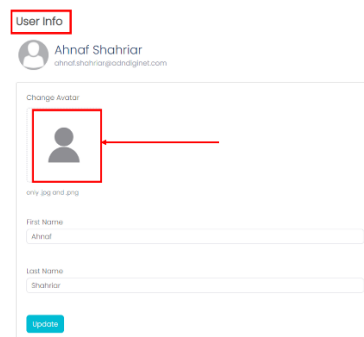 User Info
Ahnaf Shahriar
ahnaf.shahriar@adndiginet.com
Change Avatar
only .jpg and .png
First Name
Ahnaf
Last Name
Shahriar
Update